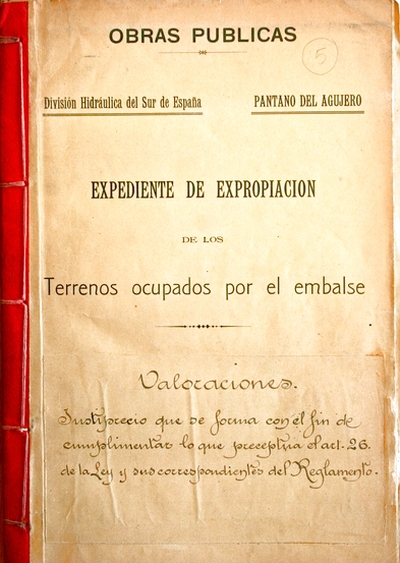 OBRAS PUBLICAS
5
División Hidráulica del Sur de España
PANTANO DEL AGUJERO
EXPEDIENTE DE EXPROPIACION
DE LOS
Terrenos ocupados por el embalse
Valoraciones.
Justiprecio que se forma con el fin de
cumplimentar lo que preceptua el art. 26.
de la Ley y sus correspondientes del Reglamento.